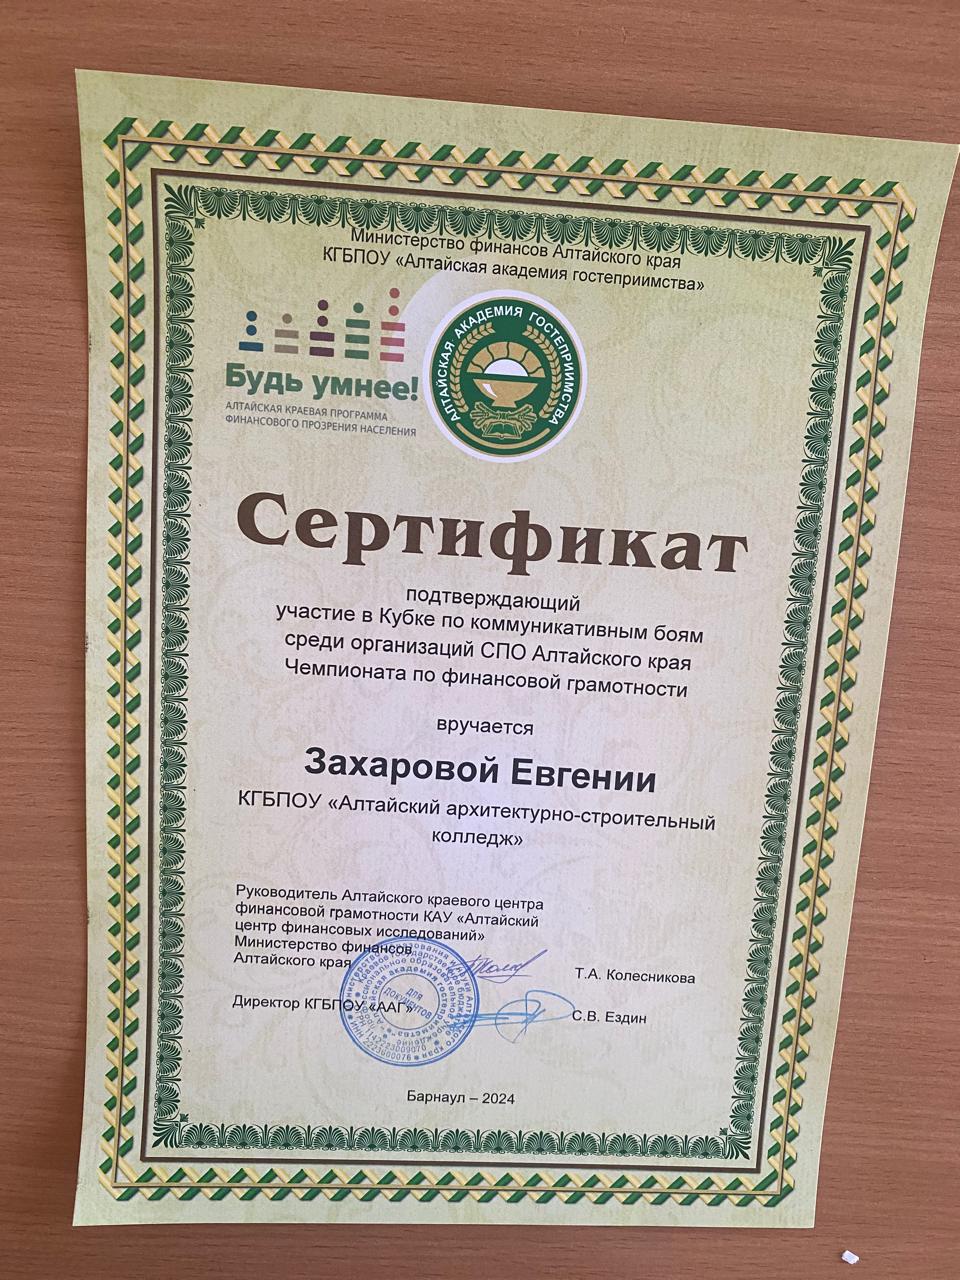 Министерство финансов Алтайского края
КГБПОУ «Алтайская академия гостеприимства»
Будь умнее!
АЛТАЙСКАЯ КРАЕВАЯ ПРОГРАММА
ФИНАНСОВОГО ПРОЗРЕНИЯ НАСЕЛЕНИЯ
АЛТАЙСКАЯ АКАДЕМИЯ ГОСТЕПРИИМСТВА
Сертификат
подтверждающий
участие в Кубке по коммуникативным боям
среди организаций СПО Алтайского края
Чемпионата по финансовой грамотности
вручается
Захаровой Евгении
КГБПОУ «Алтайский архитектурно-строительный
колледж»
Руководитель Алтайского краевого центра
финансовой грамотности КАУ «Алтайский
центр финансовых исследований»
Министерство финансов
Алтайского края
Т.А. Колесникова
Директор КГБПОУ «ААГ»
С.В. Ездин
ДЛЯ
ДОКУМЕНТОВ
Барнаул – 2024